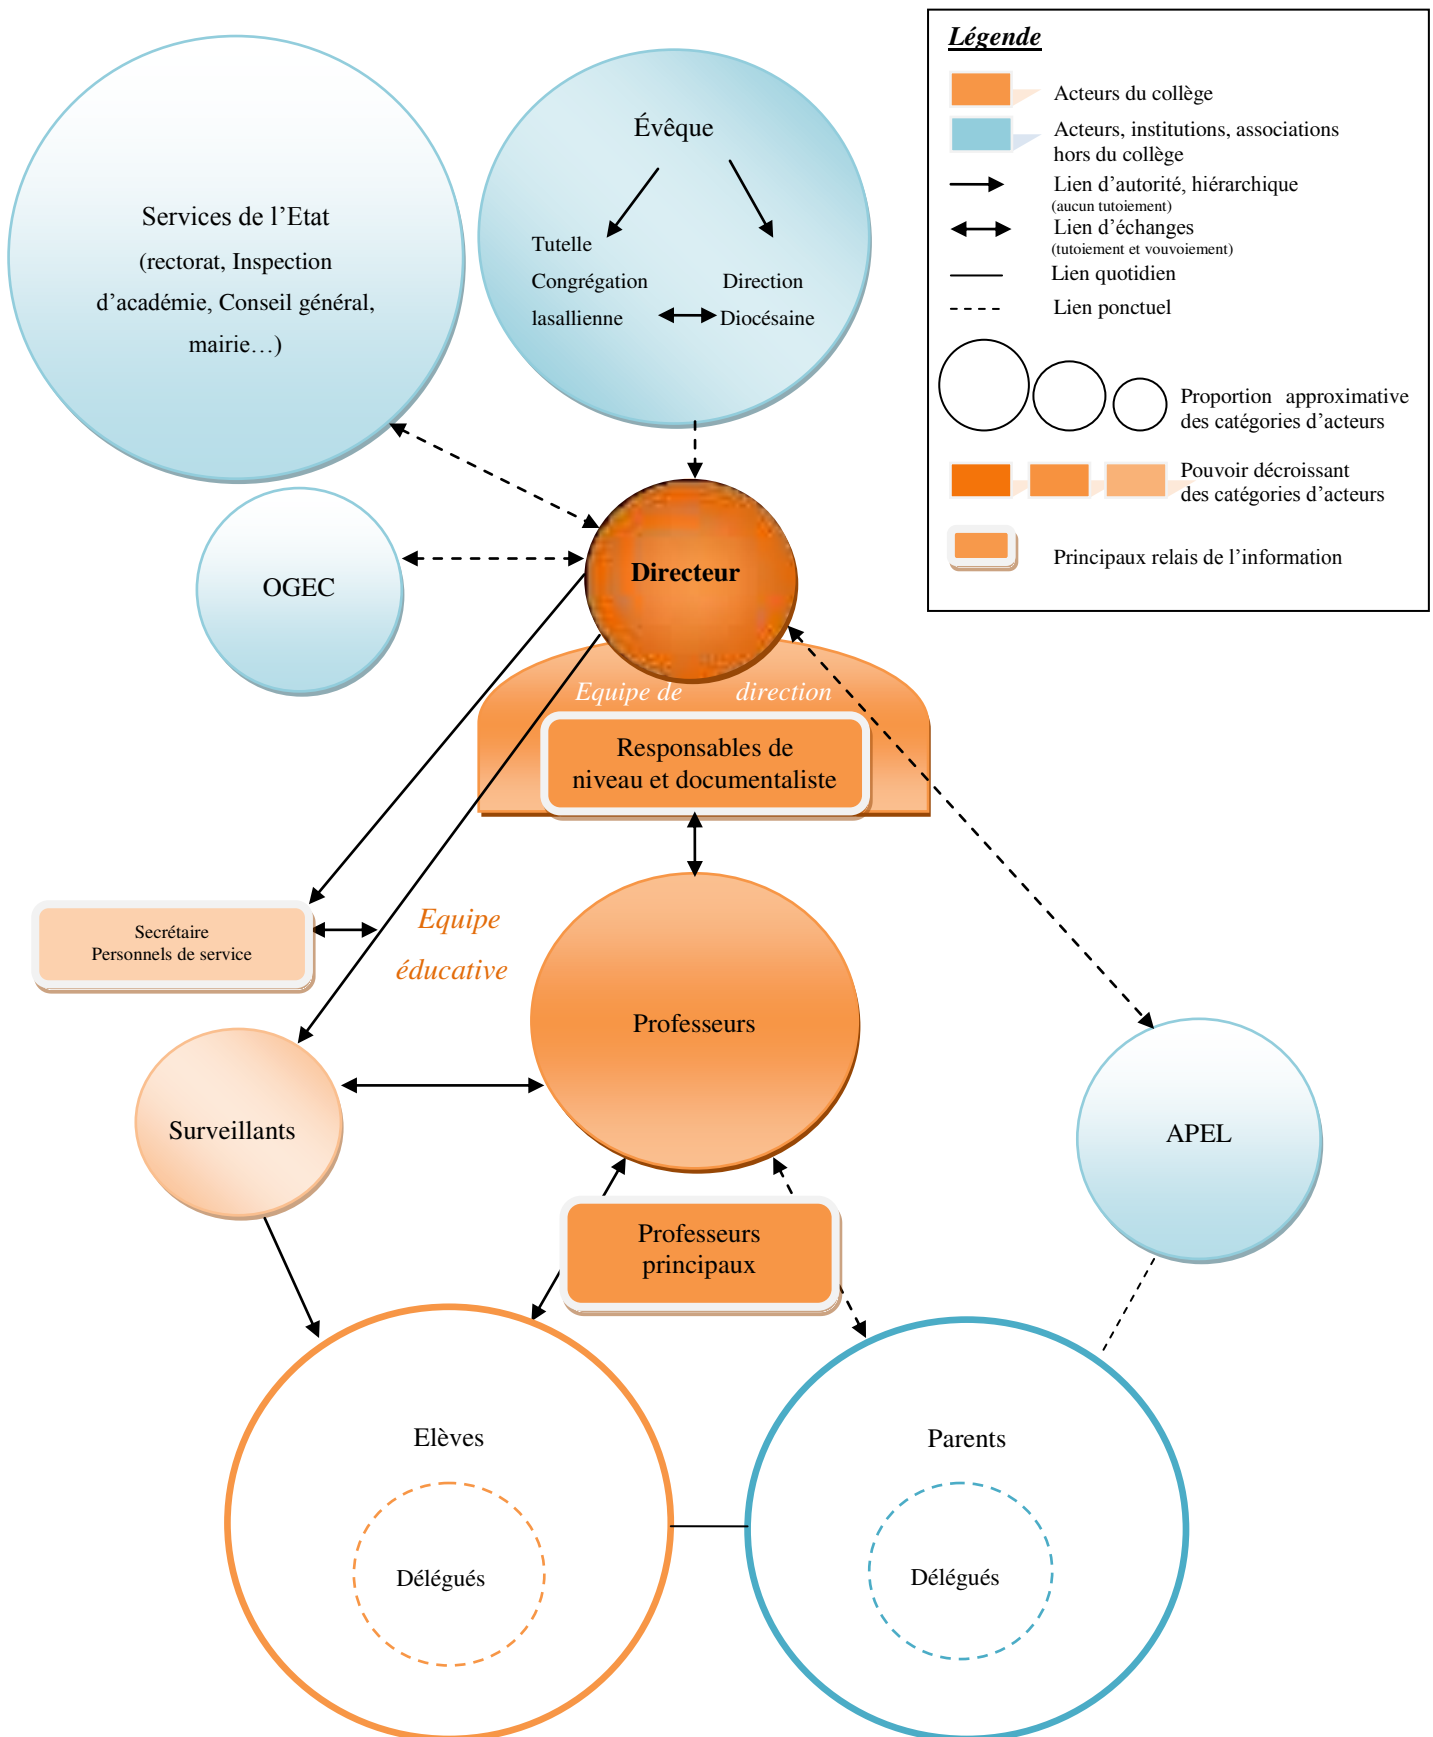 Légende
Acteurs du collège
Acteurs, institutions, associations
hors du collège
Lien d’autorité, hiérarchique
(aucun tutoiement)
Lien d’échanges
(tutoiement et vouvoiement)
Lien quotidien
Lien ponctuel
Proportion approximative
des catégories d’acteurs
Pouvoir décroissant
des catégories d’acteurs
Principaux relais de l’information
Services de l’Etat
(rectorat, Inspection
d’académie, Conseil général,
mairie…)
Évêque
Tutelle
Congrégation
lasallienne
Direction
Diocésaine
OGEC
Directeur
Equipe de direction
Responsables de
niveau et documentaliste
Secrétaire
Personnels de service
Equipe
éducative
Professeurs
Surveillants
APEL
Professeurs
principaux
Elèves
Délégués
Parents
Délégués